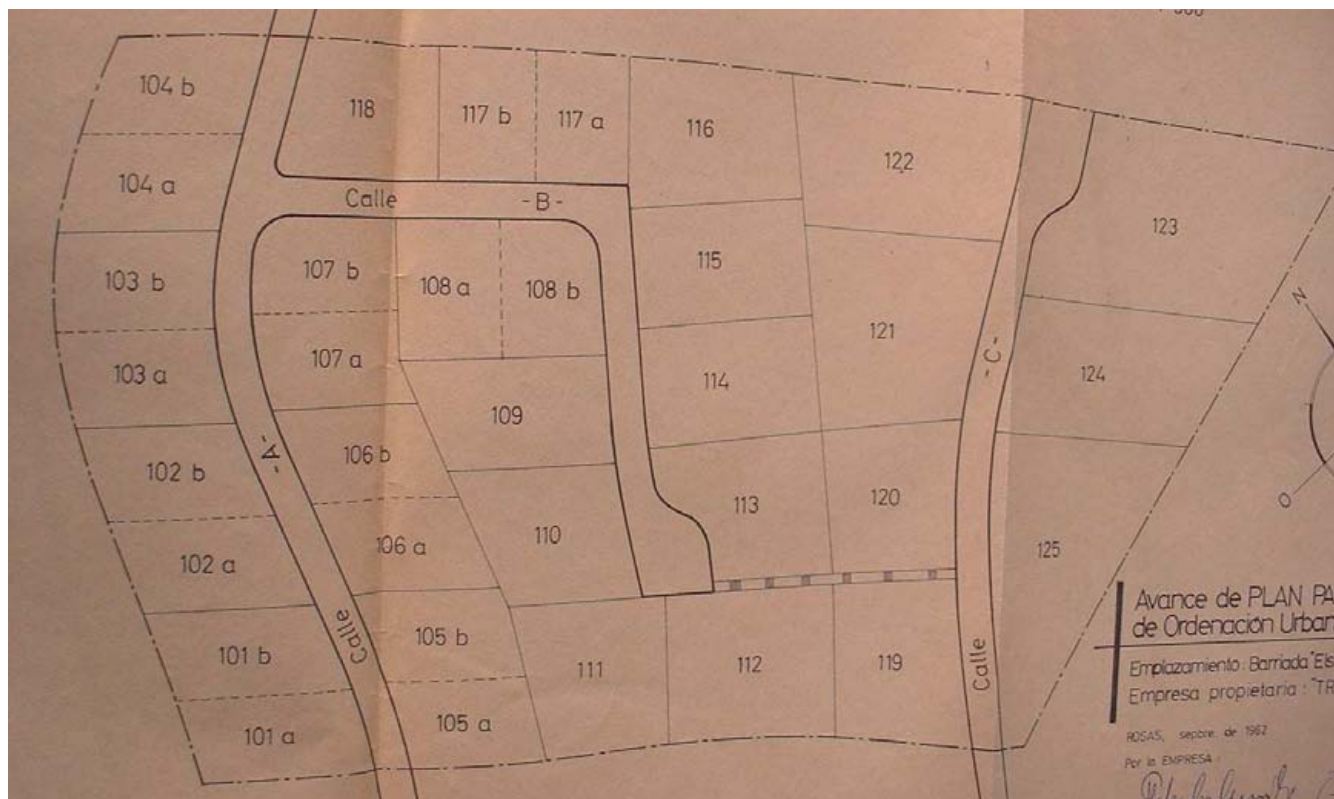 104 b
118
117 b
117 a
116
122
104 a
Calle -B-
123
103 b
107 b
108 a
108 b
115
121
103 a
107 a
114
-C-
124
109
102 b
-A-
106 b
113
120
110
102 a
106 a
125
N
O
101 b
Calle
105 b
111
112
119
Calle
101 a
105 a
Avance de PLAN PA
de Ordenación Urban
Emplazamiento: Barriada "Els
Empresa propietaria: "TR
ROSAS, sepbre. de 1962
Por la EMPRESA: